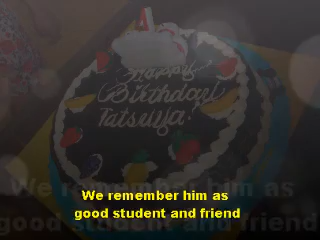 Happy
Birthday
Tatsuya!
We remember him as
good student and friend